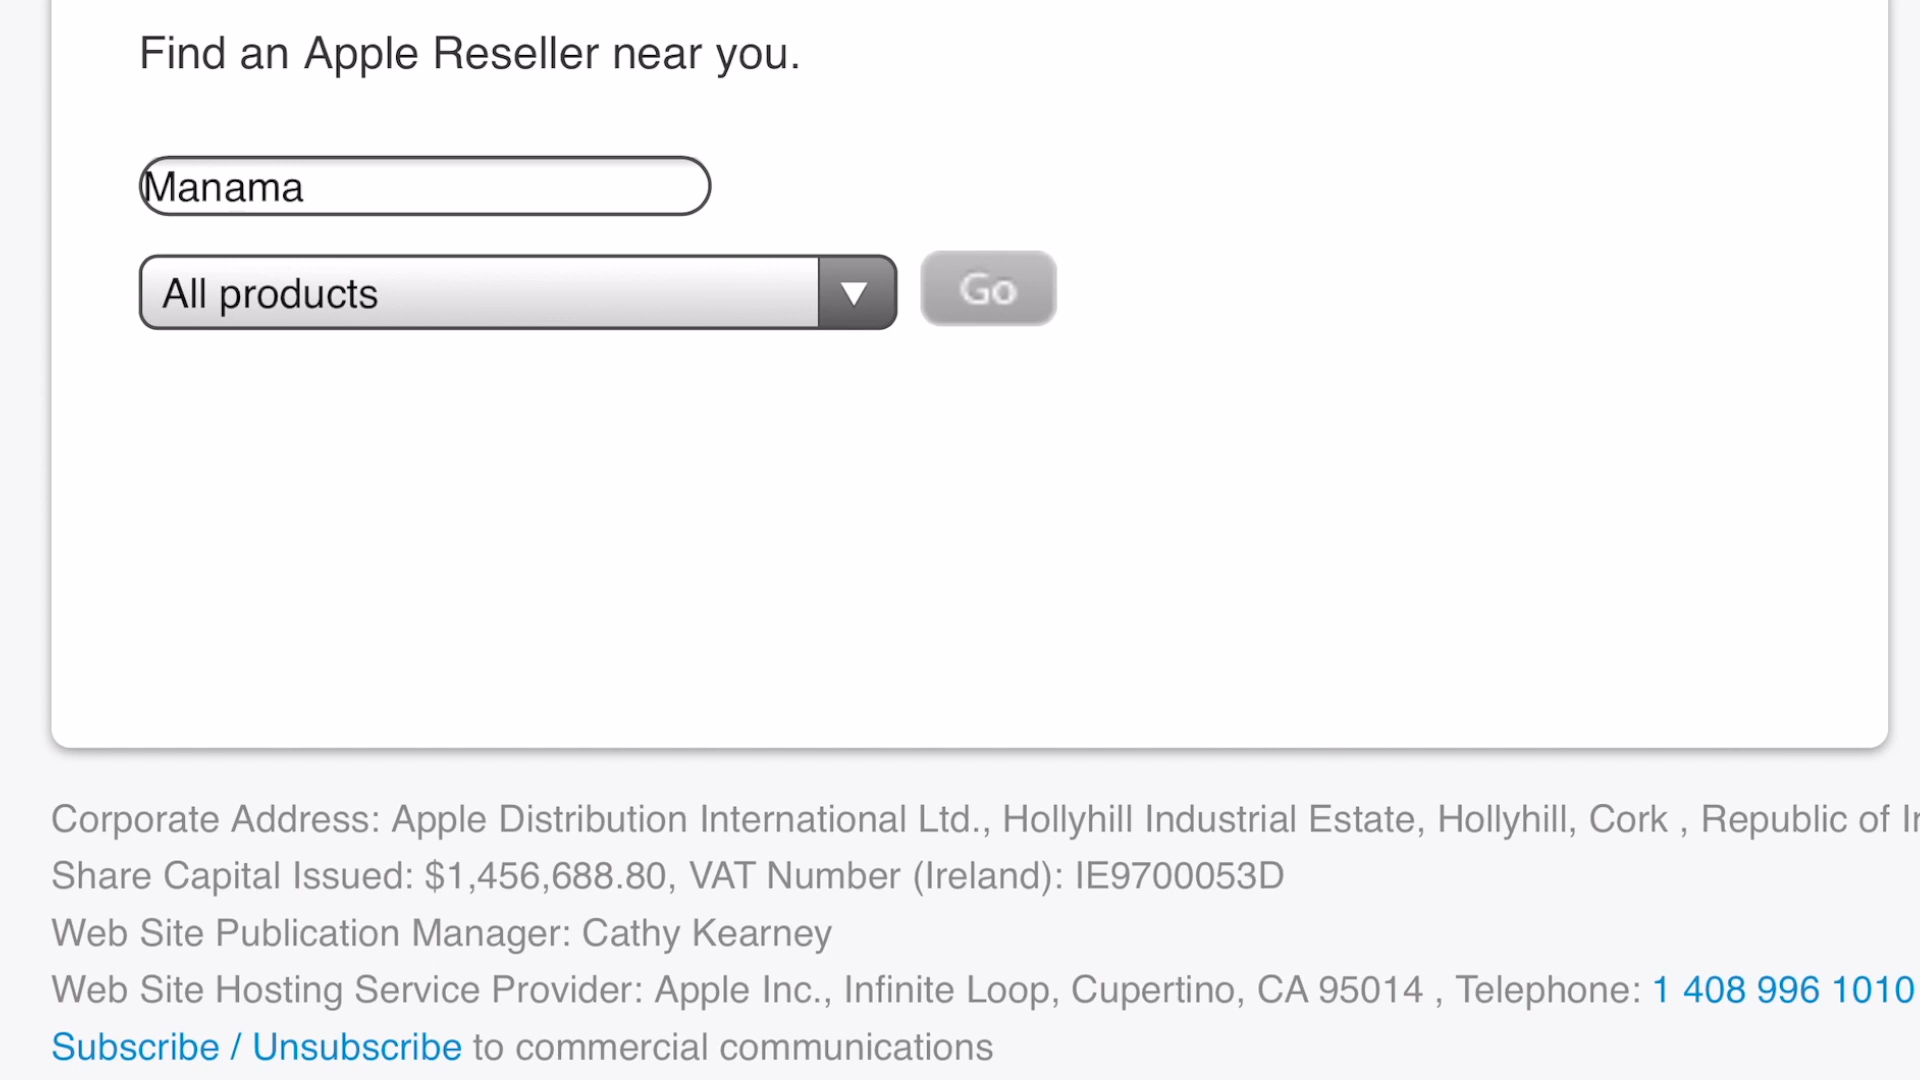 Find an Apple Reseller near you.
Manama
All products
Go
Corporate Address: Apple Distribution International Ltd., Hollyhill Industrial Estate, Hollyhill, Cork , Republic of
Share Capital Issued: $1,456,688.80, VAT Number (Ireland): IE9700053D
Web Site Publication Manager: Cathy Kearney
Web Site Hosting Service Provider: Apple Inc., Infinite Loop, Cupertino, CA 95014 , Telephone: 1 408 996 1010
Subscribe / Unsubscribe to commercial communications